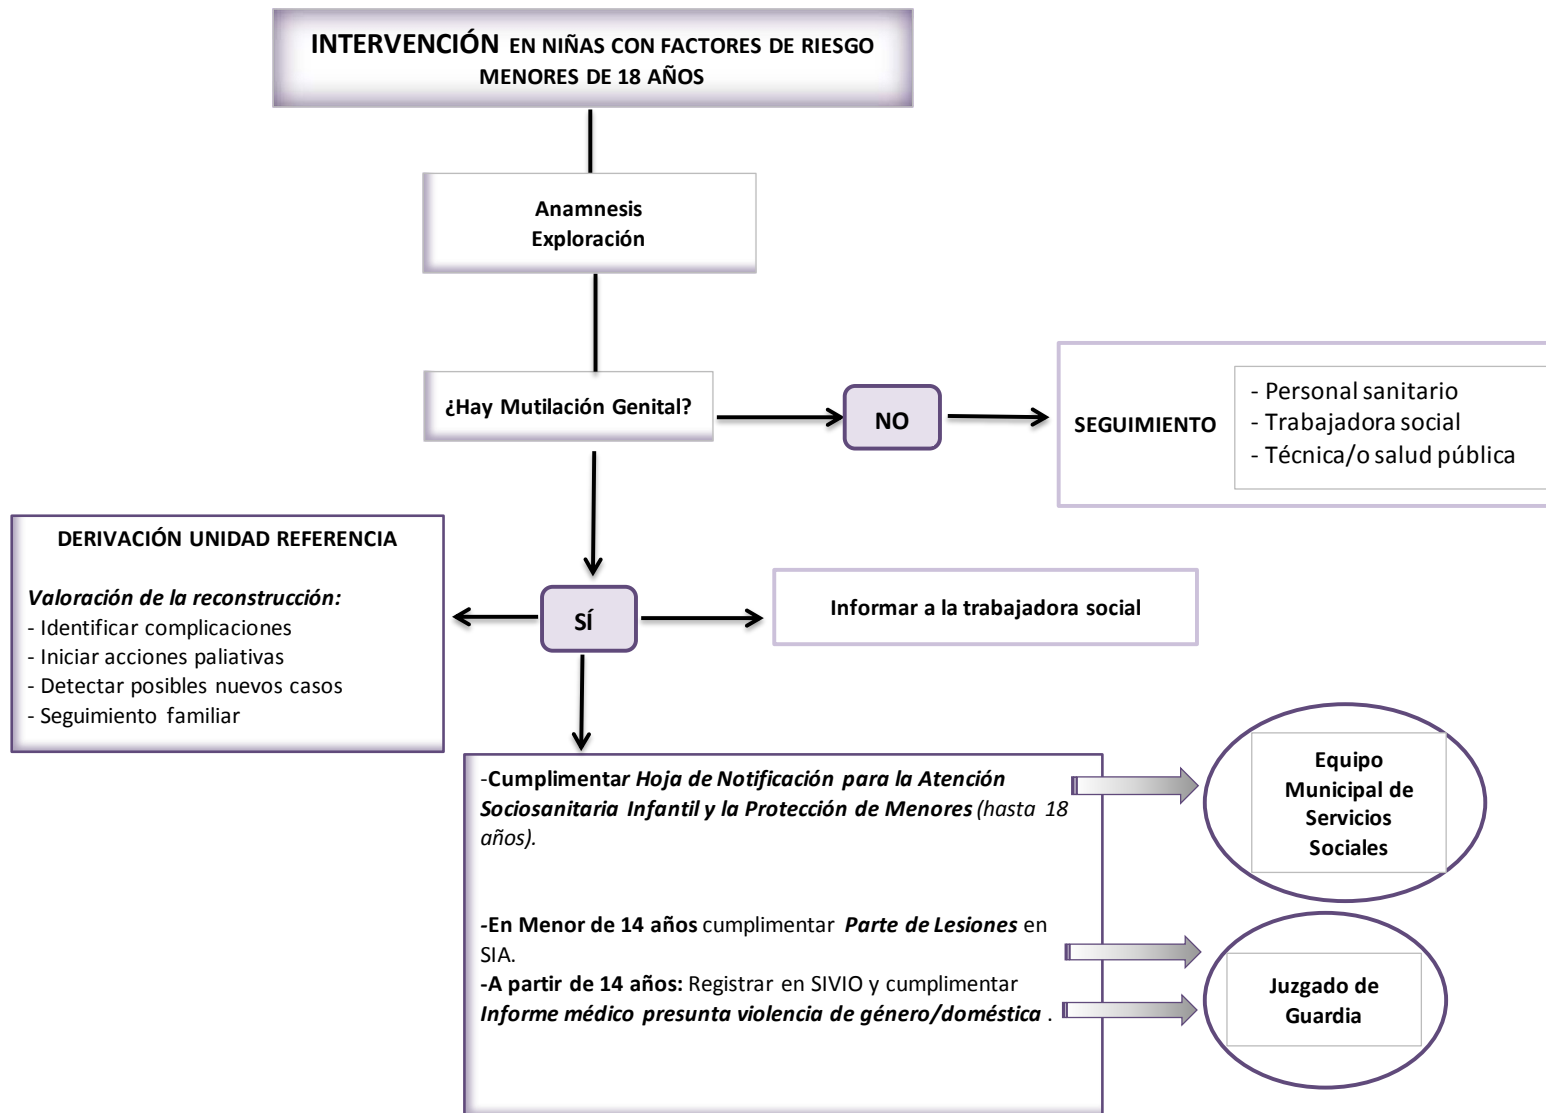 INTERVENCIÓN EN NIÑAS CON FACTORES DE RIESGO
MENORES DE 18 AÑOS
Anamnesis
Exploración
¿Hay Mutilación Genital?
NO
SEGUIMIENTO
- Personal sanitario
- Trabajadora social
- Técnica/o salud pública
DERIVACIÓN UNIDAD REFERENCIA
Valoración de la reconstrucción:
- Identificar complicaciones
- Iniciar acciones paliativas
- Detectar posibles nuevos casos
- Seguimiento familiar
SÍ
Informar a la trabajadora social
-Cumplimentar Hoja de Notificación para la Atención
Sociosanitaria Infantil y la Protección de Menores (hasta 18
años).
Equipo
Municipal de
Servicios
Sociales
-En Menor de 14 años cumplimentar Parte de Lesiones en
SIA.
-A partir de 14 años: Registrar en SIVIO y cumplimentar
Informe médico presunta violencia de género/doméstica .
Juzgado de
Guardia